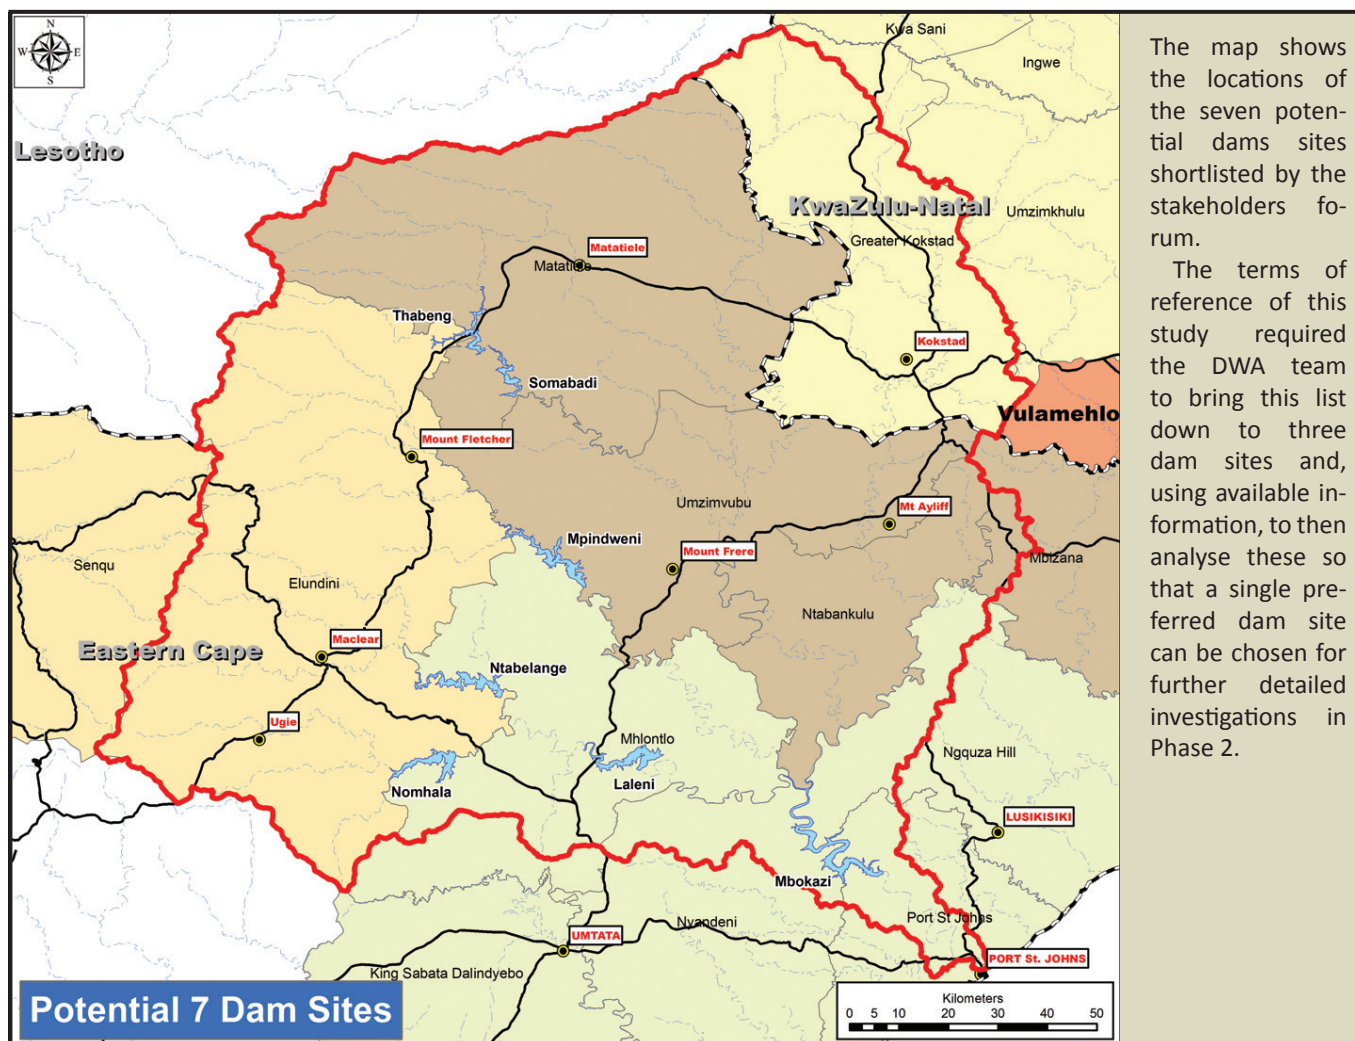 N
W E
S
Kwa Sani
Ingwe
Lesotho
KwaZulu-Natal
Umzimkhulu
Greater Kokstad
Matatiele
Matatiele
Thabeng
Kokstad
Somabadi
Vulamehlo
Mount Fletcher
Umzimvubu
Mt Ayliff
Mpindweni
Mount Frere
Mbizana
Senqu
Elundini
Ntabankulu
Eastern Cape
Maclear
Ntabelange
Ugie
Mhlontlo
Ngquza Hill
Nomhala
Laleni
LUSIKISIKI
Mbokazi
Port St Johns
Nyandeni
UMTATA
PORT St. JOHNS
King Sabata Dalindyebo
Potential 7 Dam Sites
Kilometers
0 5 10 20 30 40 50
The map shows
the locations of
the seven poten-
tial dams sites
shortlisted by the
stakeholders fo-
rum.
The terms of
reference of this
study required
the DWA team
to bring this list
down to three
dam sites and,
using available in-
formation, to then
analyse these so
that a single pre-
ferred dam site
can be chosen for
further detailed
investigations in
Phase 2.